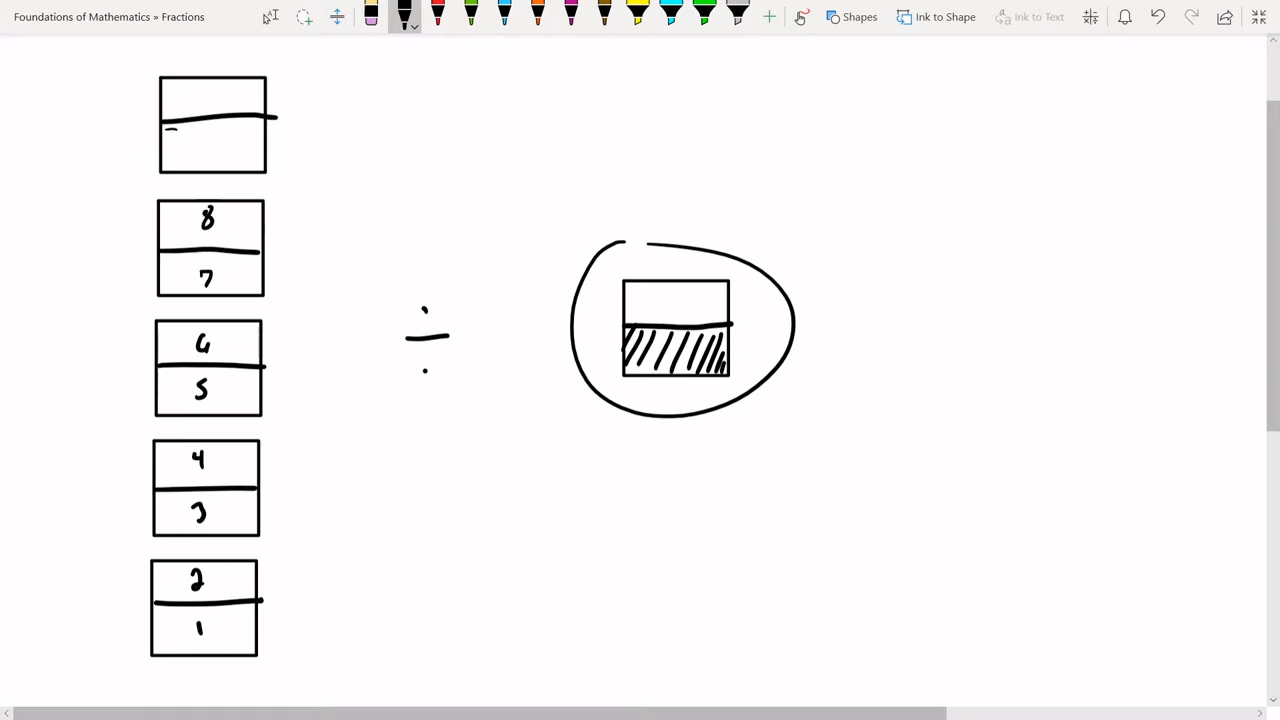 Foundations of Mathematics » Fractions
Shapes
Ink to Shape
Ink to Text
8
7
÷
6
5
4
3
2
1